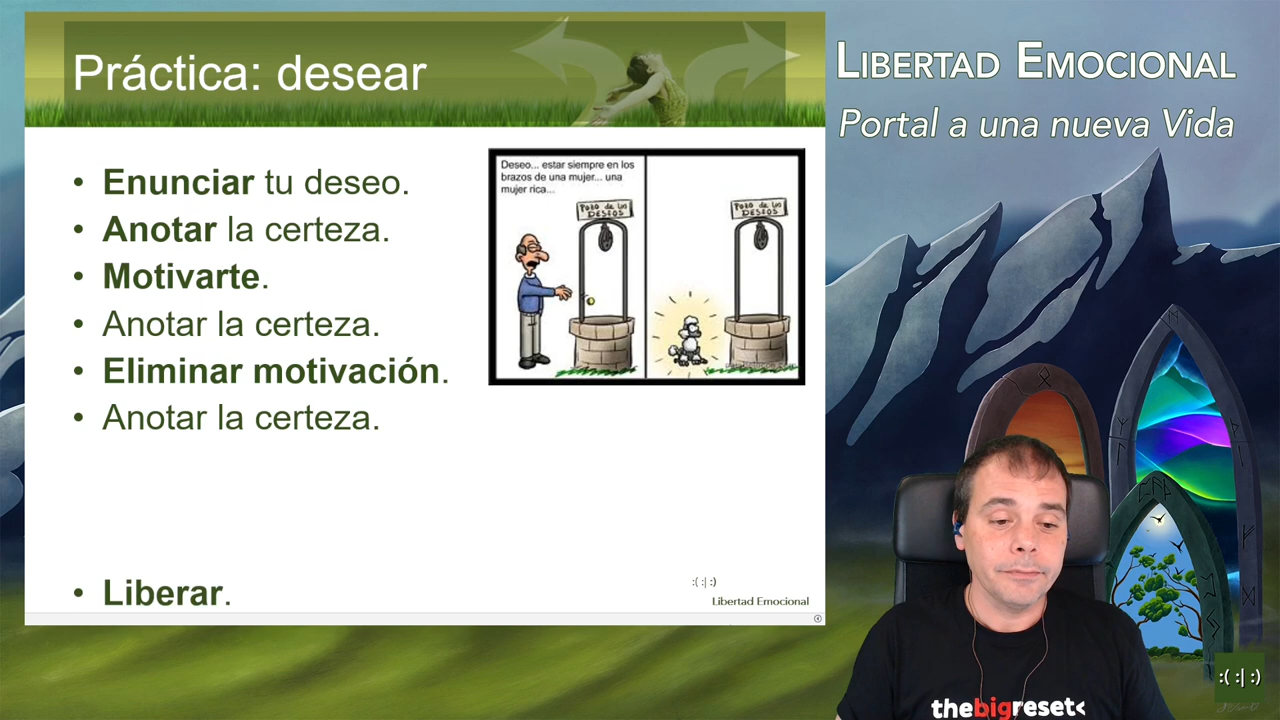 Práctica: desear
• Enunciar tu deseo.
• Anotar la certeza.
• Motivarte.
• Anotar la certeza.
• Eliminar motivación.
• Anotar la certeza.
• Liberar.
Deseo... estar siempre en los
brazos de una mujer... una
mujer rica...
POZO de los
DESEOS
POZO de los
DESEOS
:( :| :)
Libertad Emocional
LIBERTAD EMOCIONAL
Portal a una nueva Vida
thebigreset<
:( :| :)